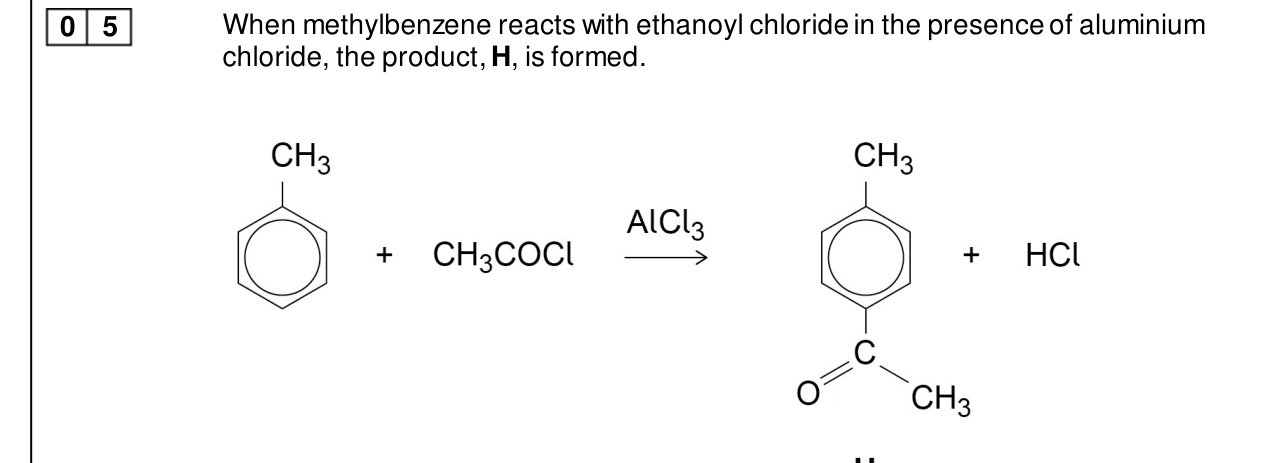 0 5
When methylbenzene reacts with ethanoyl chloride in the presence of aluminium
chloride, the product, H, is formed.
CH₃ CH₃
AlCl₃
+ CH₃COCl + HCl
C
O
CH₃